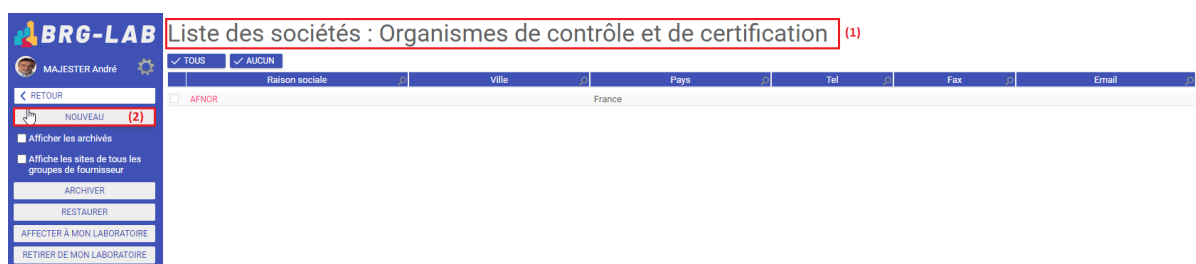 BRG-LAB
Liste des sociétés : Organismes de contrôle et de certification (1)
MAJESTER André
TOUS AUCUN
Raison sociale Ville Pays Tel Fax Email
RETOUR
AFNOR France
NOUVEAU (2)
Afficher les archivés
Affiche les sites de tous les
groupes de fournisseur
ARCHIVER
RESTAURER
AFFECTER À MON LABORATOIRE
RETIRER DE MON LABORATOIRE